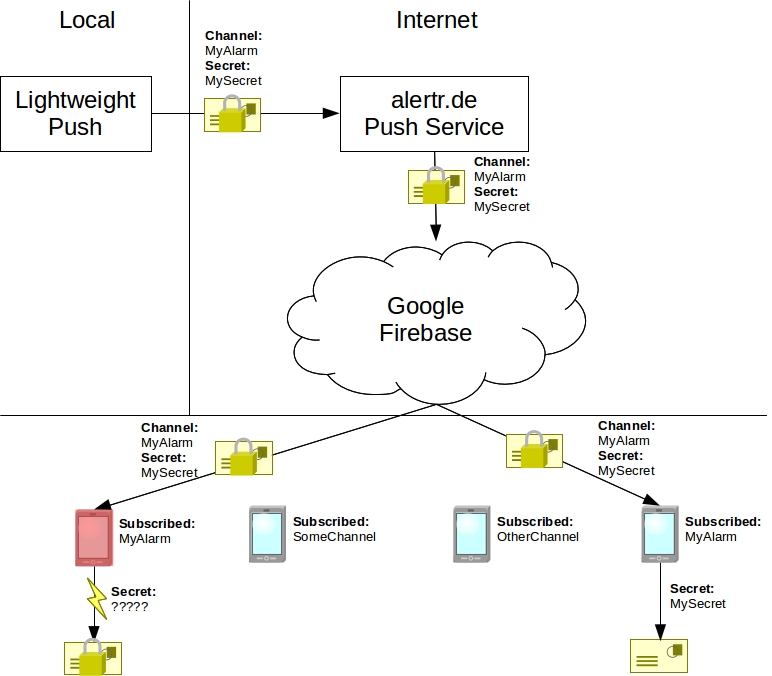 Local
Internet
Channel:
MyAlarm
Secret:
MySecret
Lightweight
Push
alertr.de
Push Service
Channel:
MyAlarm
Secret:
MySecret
Google
Firebase
Channel:
MyAlarm
Secret:
MySecret
Channel:
MyAlarm
Secret:
MySecret
Subscribed:
MyAlarm
Subscribed:
SomeChannel
Subscribed:
OtherChannel
Subscribed:
MyAlarm
Secret:
?????
Secret:
MySecret